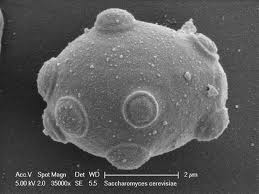 Acc.V Spot Magn Det WD 2 µm
5.00 kV 2.0 35000x SE 5.5 Saccharomyces cerevisiae